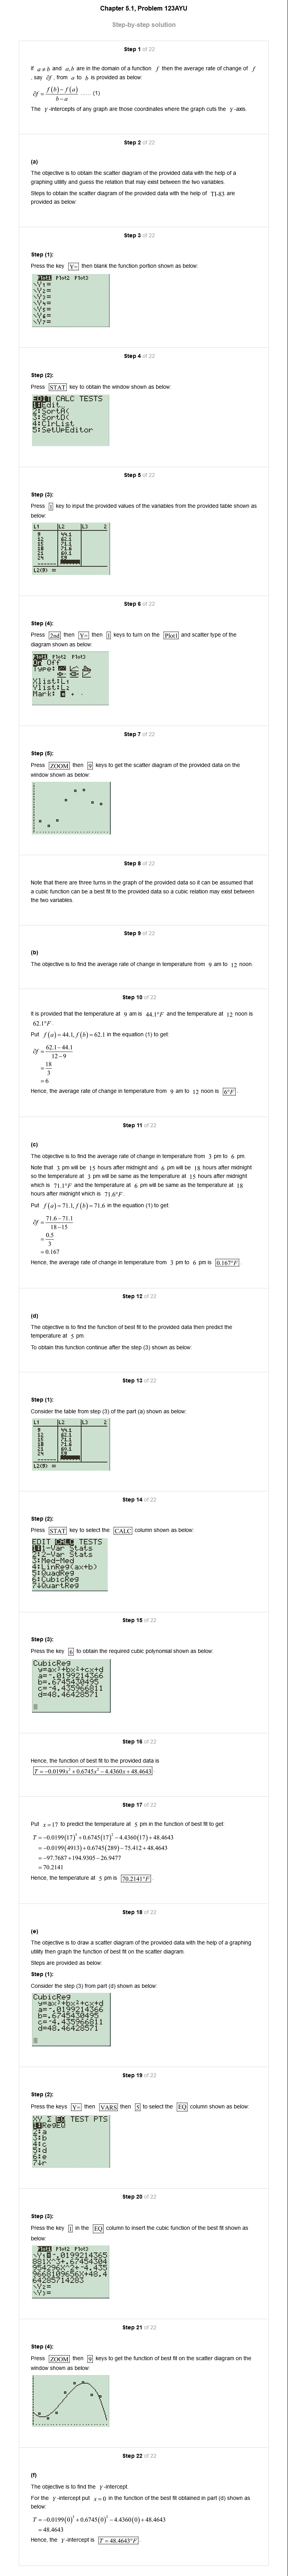 Chapter 5.1, Problem 123AYU
Step-by-step solution
Step 1 of 22
If a ≠ b and a,b are in the domain of a function f then the average rate of change of f
, say ∂f, from a to b is provided as below:
∂f = f(b)−f(a) / b−a ...... (1)
The y-intercepts of any graph are those coordinates where the graph cuts the y-axis.
Step 2 of 22
(a)
The objective is to obtain the scatter diagram of the provided data with the help of a
graphing utility and guess the relation that may exist between the two variables.
Steps to obtain the scatter diagram of the provided data with the help of TI-83 are
provided as below:
Step 3 of 22
Step (1):
Press the key Y= then blank the function portion shown as below:
Plot1 Plot2 Plot3
\Y1=
\Y2=
\Y3=
\Y4=
\Y5=
\Y6=
\Y7=
Step 4 of 22
Step (2):
Press STAT key to obtain the window shown as below:
EDIT CALC TESTS
1:Edit…
2:SortA(
3:SortD(
4:ClrList
5:SetUpEditor
Step 5 of 22
Step (3):
Press 1 key to input the provided values of the variables from the provided table shown as
below:
L1 L2 L3 2
9 44.1
12 62.1
15 71.1
18 71.6
21 60.1
24 59
L2(9) =
Step 6 of 22
Step (4):
Press 2nd then Y= then 1 keys to turn on the Plot1 and scatter type of the
diagram shown as below:
Plot1 Plot2 Plot3
On Off
Type:
Xlist:L1
Ylist:L2
Mark: + .
Step 7 of 22
Step (5):
Press ZOOM then 9 keys to get the scatter diagram of the provided data on the
window shown as below:
Step 8 of 22
Note that there are three turns in the graph of the provided data so it can be assumed that
a cubic function can be a best fit to the provided data so a cubic relation may exist between
the two variables.
Step 9 of 22
(b)
The objective is to find the average rate of change in temperature from 9 am to 12 noon.
Step 10 of 22
It is provided that the temperature at 9 am is 44.1°F and the temperature at 12 noon is
62.1°F.
Put f(a)=44.1, f(b)=62.1 in the equation (1) to get:
∂f = 62.1−44.1 / 12−9
= 18 / 3
= 6
Hence, the average rate of change in temperature from 9 am to 12 noon is 6°F.
Step 11 of 22
(c)
The objective is to find the average rate of change in temperature from 3 pm to 6 pm.
Note that 3 pm will be 15 hours after midnight and 6 pm will be 18 hours after midnight
so the temperature at 3 pm will be same as the temperature at 15 hours after midnight
which is 71.1°F and the temperature at 6 pm will be same as the temperature at 18
hours after midnight which is 71.6°F.
Put f(a)=71.1, f(b)=71.6 in the equation (1) to get:
∂f = 71.6−71.1 / 18−15
= 0.5 / 3
= 0.167
Hence, the average rate of change in temperature from 3 pm to 6 pm is 0.167°F.
Step 12 of 22
(d)
The objective is to find the function of best fit to the provided data then predict the
temperature at 5 pm.
To obtain this function continue after the step (3) shown as below:
Step 13 of 22
Step (1):
Consider the table from step (3) of the part (a) shown as below:
L1 L2 L3 2
9 44.1
12 62.1
15 71.1
18 71.6
21 60.1
24 59
L2(9) =
Step 14 of 22
Step (2):
Press STAT key to select the CALC column shown as below:
EDIT CALC TESTS
1:1-Var Stats
2:2-Var Stats
3:Med-Med
4:LinReg(ax+b)
5:QuadReg
6:CubicReg
7↓QuartReg
Step 15 of 22
Step (3):
Press the key 6 to obtain the required cubic polynomial shown as below:
CubicReg
y=ax³+bx²+cx+d
a=-.0199214366
b=.6745430495
c=-4.435966811
d=48.46428571
Step 16 of 22
Hence, the function of best fit to the provided data is
T = −0.0199x³ + 0.6745x² − 4.4360x + 48.4643
Step 17 of 22
Put x=17 to predict the temperature at 5 pm in the function of best fit to get:
T = −0.0199(17)³ + 0.6745(17)² − 4.4360(17) + 48.4643
= −0.0199(4913) + 0.6745(289) − 75.412 + 48.4643
= −97.7687 + 194.9305 − 26.9477
= 70.2141
Hence, the temperature at 5 pm is 70.2141°F.
Step 18 of 22
(e)
The objective is to draw a scatter diagram of the provided data with the help of a graphing
utility then graph the function of best fit on the scatter diagram.
Steps are provided as below:
Step (1):
Consider the step (3) from part (d) shown as below:
CubicReg
y=ax³+bx²+cx+d
a=-.0199214366
b=.6745430495
c=-4.435966811
d=48.46428571
Step 19 of 22
Step (2):
Press the keys Y= then VARS then 5 to select the EQ column shown as below:
XY Σ EQ TEST PTS
1:RegEQ
2:a
3:b
4:c
5:d
6:e
7↓r
Step 20 of 22
Step (3):
Press the key 1 in the EQ column to insert the cubic function of the best fit shown as
below:
Plot1 Plot2 Plot3
\Y1=-.0199214365
881X^3+.67454304
954296X^2+-4.435
9668109656X+48.4
64285714283
\Y2=
\Y3=
Step 21 of 22
Step (4):
Press ZOOM then 9 keys to get the function of best fit on the scatter diagram on the
window shown as below:
Step 22 of 22
(f)
The objective is to find the y-intercept.
For the y-intercept put x=0 in the function of best fit obtained in part (d) shown as
below:
T = −0.0199(0)³ + 0.6745(0)² − 4.4360(0) + 48.4643
= 48.4643
Hence, the y-intercept is T = 48.4643°F.